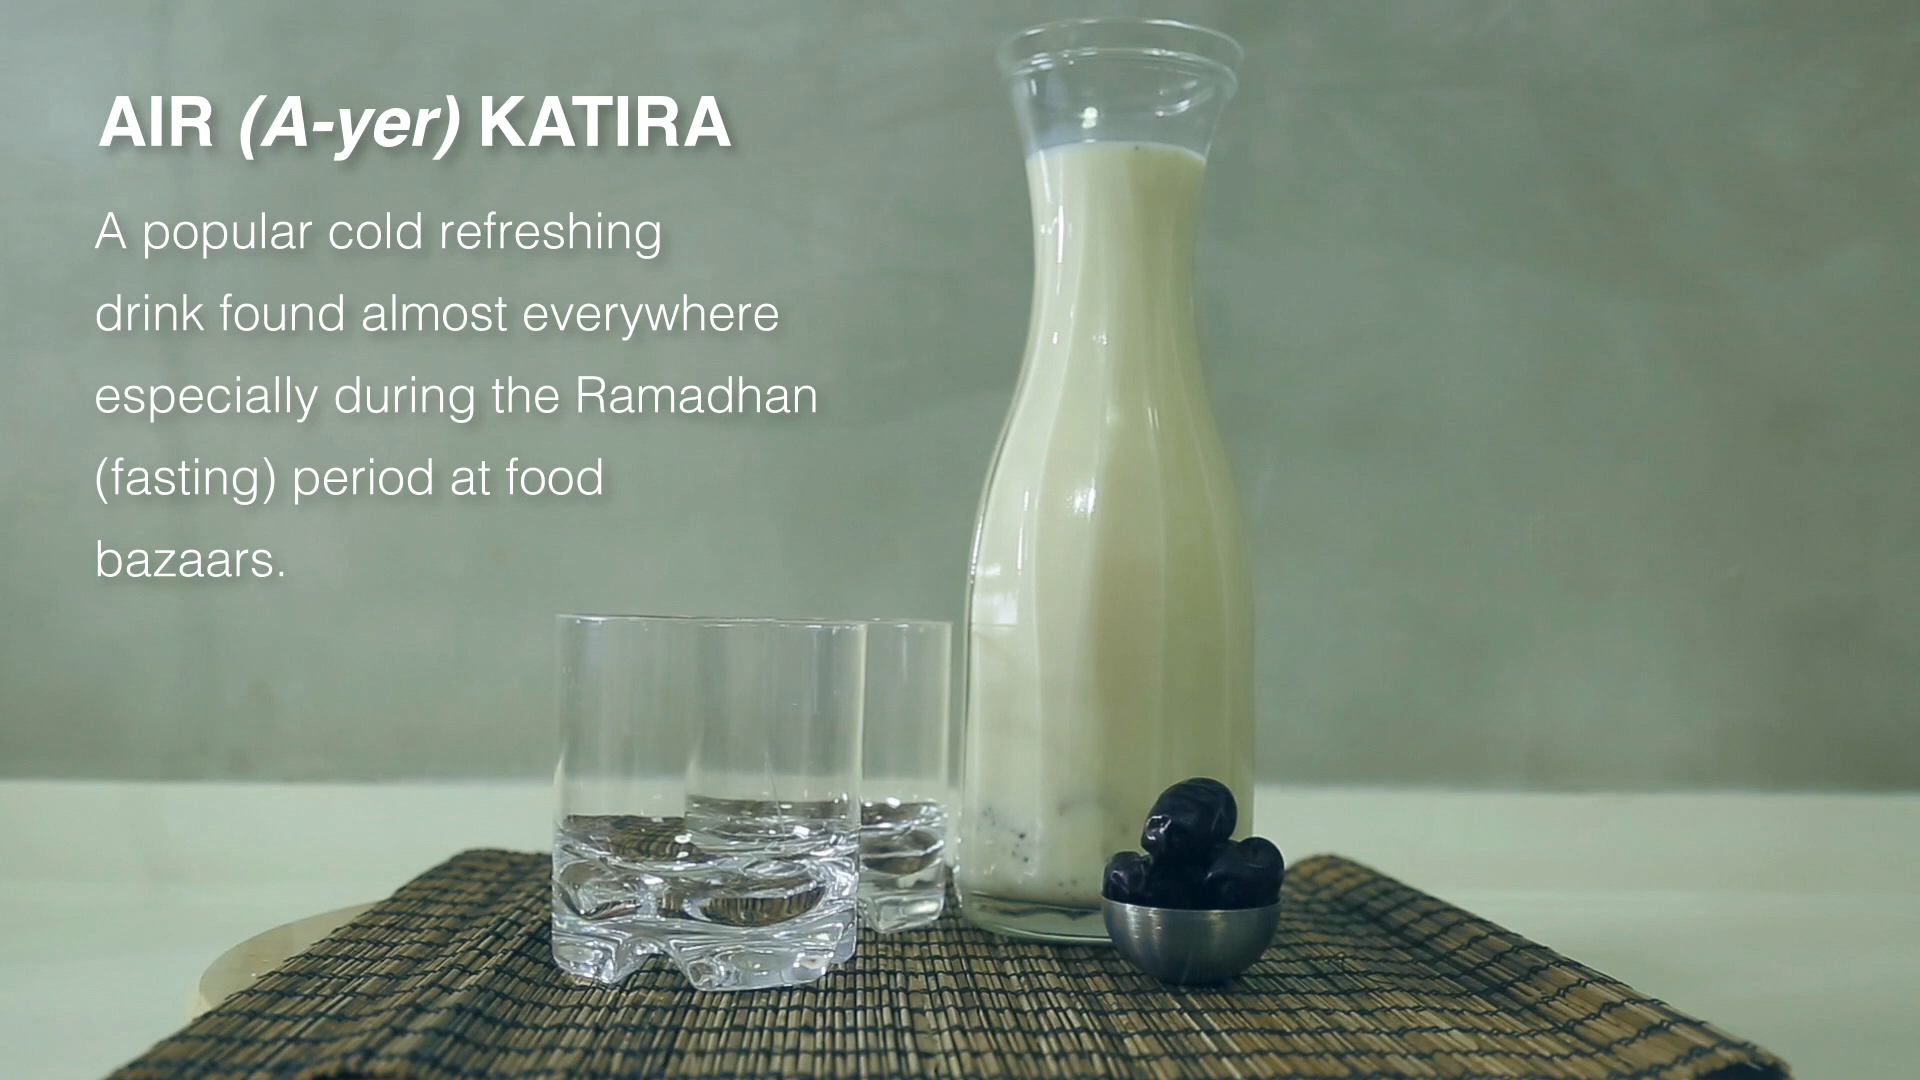 AIR (A-yer) KATIRA
A popular cold refreshing
drink found almost everywhere
especially during the Ramadhan
(fasting) period at food
bazaars.